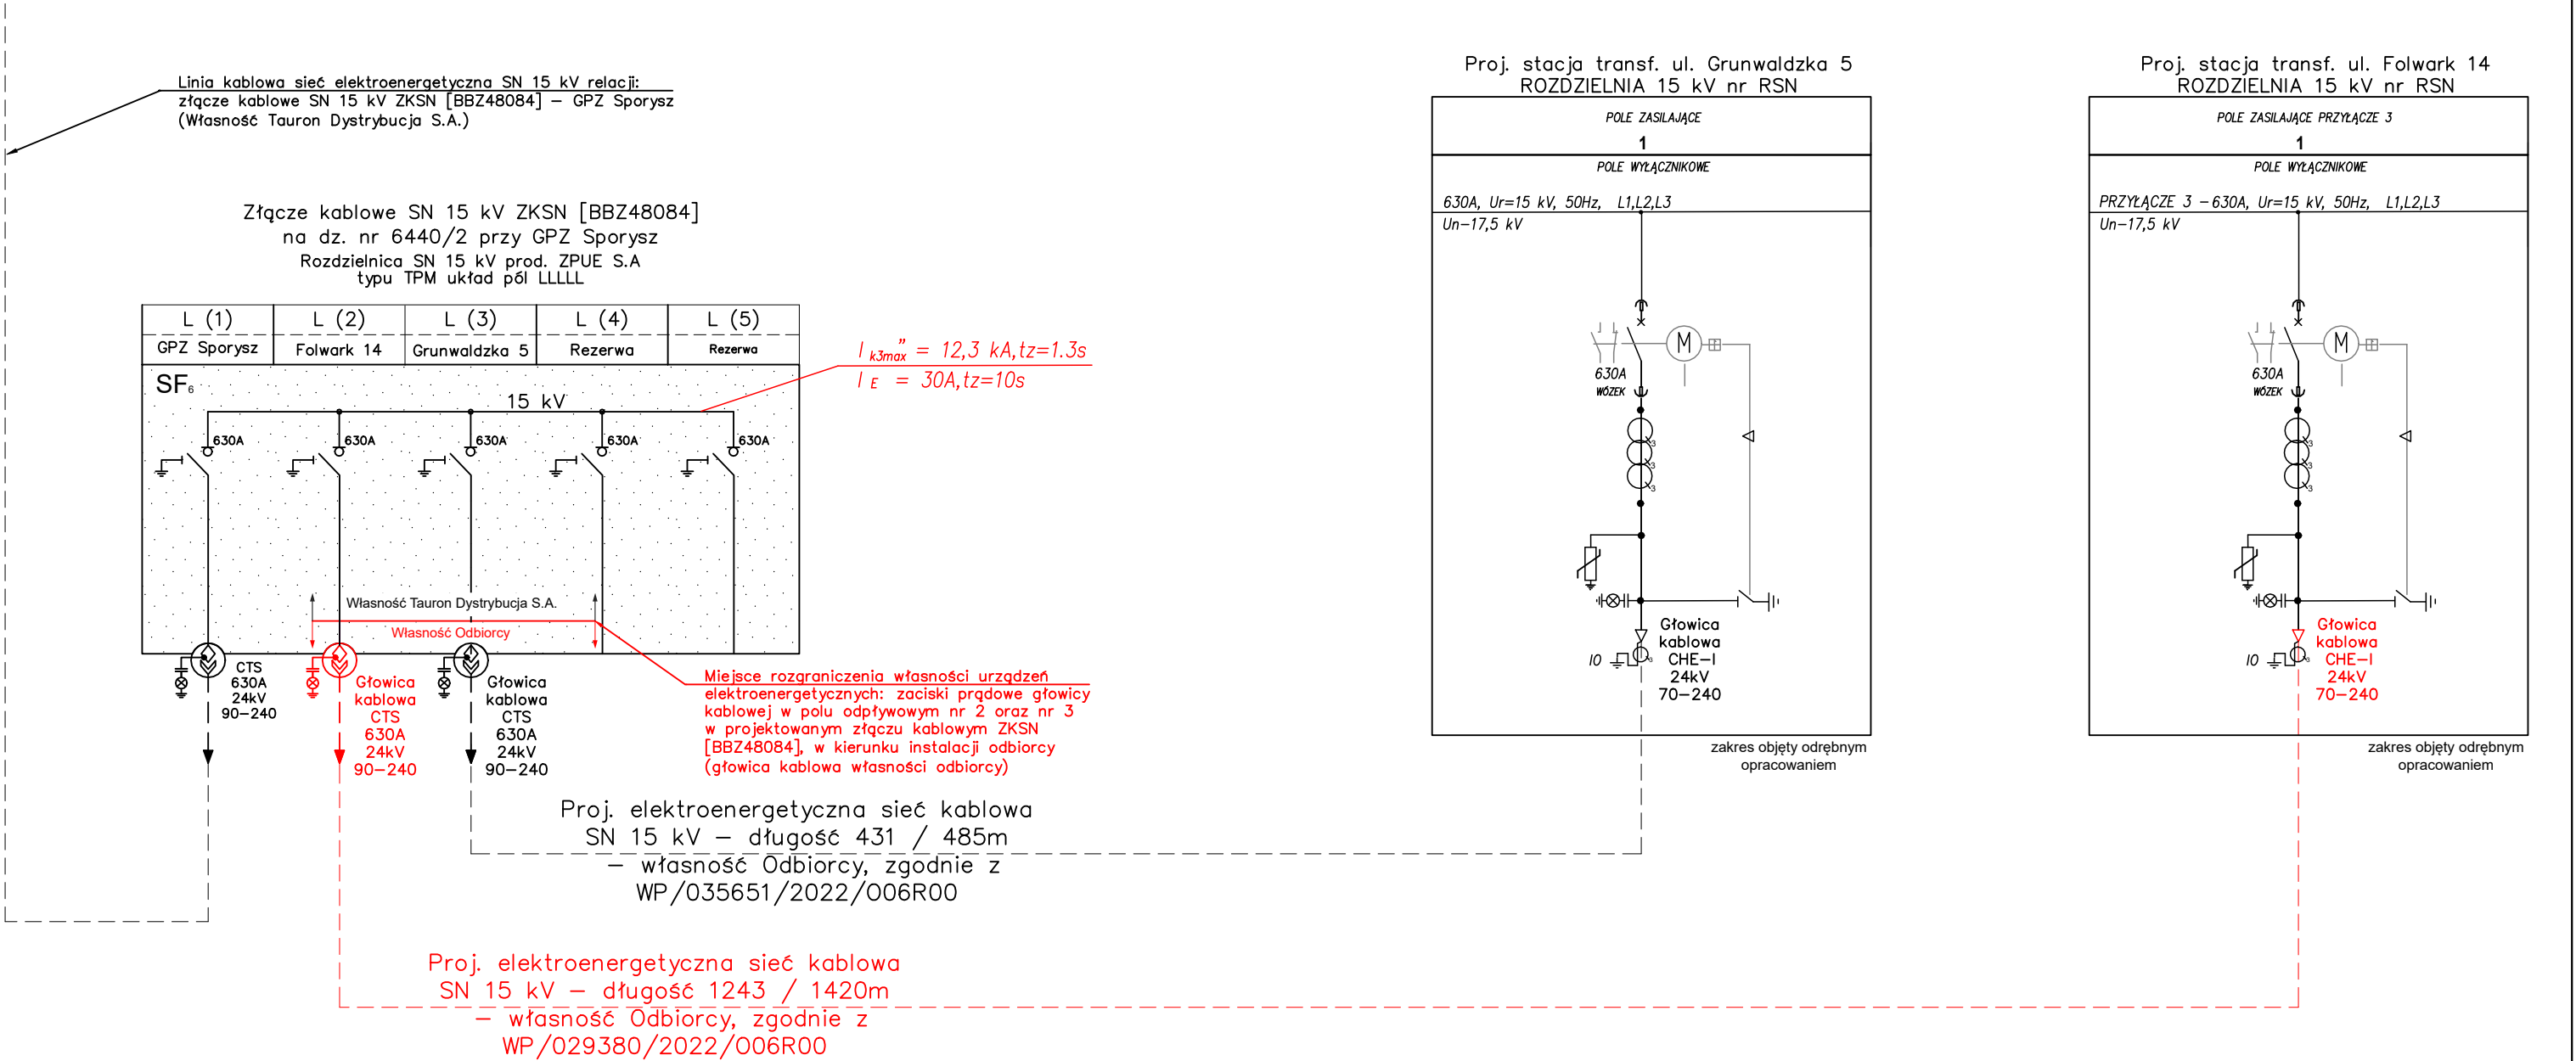 Linia kablowa sieć elektroenergetyczna SN 15 kV relacji:
złącze kablowe SN 15 kV ZKSN [BBZ48084] – GPZ Sporysz
(Własność Tauron Dystrybucja S.A.)
Złącze kablowe SN 15 kV ZKSN [BBZ48084]
na dz. nr 6440/2 przy GPZ Sporysz
Rozdzielnica SN 15 kV prod. ZPUE S.A
typu TPM układ pól LLLLL
L (1)
L (2)
L (3)
L (4)
L (5)
GPZ Sporysz
Folwark 14
Grunwaldzka 5
Rezerwa
Rezerwa
SF6
15 kV
630A
630A
630A
630A
630A
I k3max” = 12,3 kA,tz=1.3s
I E = 30A,tz=10s
Własność Tauron Dystrybucja S.A.
Własność Odbiorcy
CTS
630A
24kV
90–240
Głowica
kablowa
CTS
630A
24kV
90–240
Głowica
kablowa
CTS
630A
24kV
90–240
Miejsce rozgraniczenia własności urządzeń
elektroenergetycznych: zaciski prądowe głowicy
kablowej w polu odpływowym nr 2 oraz nr 3
w projektowanym złączu kablowym ZKSN
[BBZ48084], w kierunku instalacji odbiorcy
(głowica kablowa własności odbiorcy)
Proj. elektroenergetyczna sieć kablowa
SN 15 kV – długość 431 / 485m
– własność Odbiorcy, zgodnie z
WP/035651/2022/O06R00
Proj. elektroenergetyczna sieć kablowa
SN 15 kV – długość 1243 / 1420m
– własność Odbiorcy, zgodnie z
WP/029380/2022/O06R00
Proj. stacja transf. ul. Grunwaldzka 5
ROZDZIELNIA 15 kV nr RSN
POLE ZASILAJĄCE
1
POLE WYŁĄCZNIKOWE
630A, Ur=15 kV, 50Hz, L1,L2,L3
Un–17,5 kV
M
630A
WÓZEK
3
3
3
Głowica
kablowa
CHE–I
24kV
70–240
IO
3
zakres objęty odrębnym
opracowaniem
Proj. stacja transf. ul. Folwark 14
ROZDZIELNIA 15 kV nr RSN
POLE ZASILAJĄCE PRZYŁĄCZE 3
1
POLE WYŁĄCZNIKOWE
PRZYŁĄCZE 3 –630A, Ur=15 kV, 50Hz, L1,L2,L3
Un–17,5 kV
M
630A
WÓZEK
3
3
3
Głowica
kablowa
CHE–I
24kV
70–240
IO
3
zakres objęty odrębnym
opracowaniem